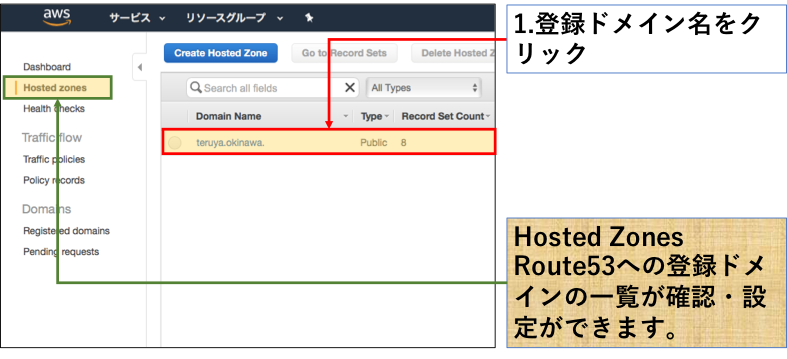 aws サービス リソースグループ
Create Hosted Zone Go to Record Sets Delete Hosted Z
Search all fields All Types
Domain Name Type Record Set Count
teruya.okinawa. Public 8
Dashboard
Hosted zones
Health checks
Traffic flow
Traffic policies
Policy records
Domains
Registered domains
Pending requests
1.登録ドメイン名をク
リック
Hosted Zones
Route53への登録ドメ
インの一覧が確認・設
定ができます。